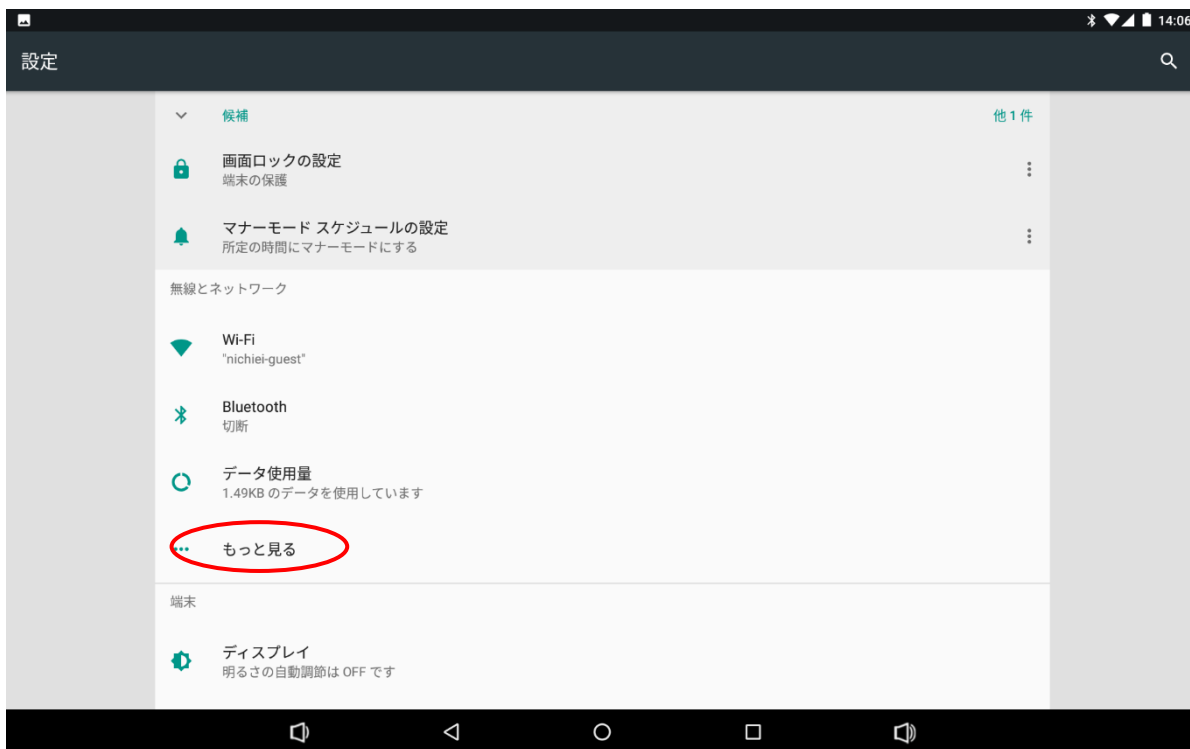 14:06
設定
候補
他 1 件
画面ロックの設定
端末の保護
マナーモード スケジュールの設定
所定の時間にマナーモードにする
無線とネットワーク
Wi-Fi
"nichiei-guest"
Bluetooth
切断
データ使用量
1.49KB のデータを使用しています
もっと見る
端末
ディスプレイ
明るさの自動調節は OFF です